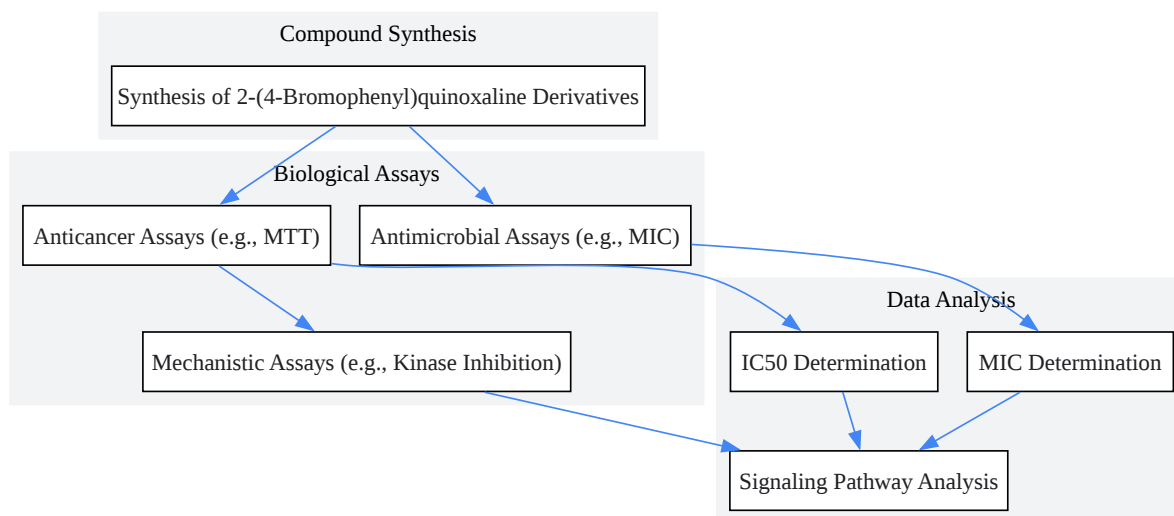 Compound Synthesis
Synthesis of 2-(4-Bromophenyl)quinoxaline Derivatives
Biological Assays
Anticancer Assays (e.g., MTT)
Antimicrobial Assays (e.g., MIC)
Mechanistic Assays (e.g., Kinase Inhibition)
Data Analysis
IC50 Determination
MIC Determination
Signaling Pathway Analysis